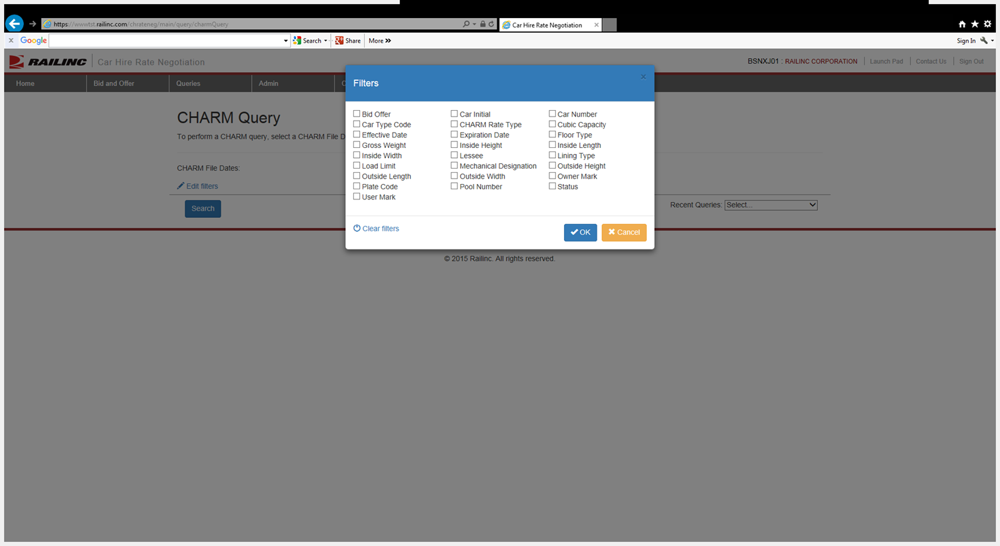 https://wwwtst.railinc.com/chrateneg/main/query/charmQuery
Car Hire Rate Negotiation
x Google Search Share More »
Sign In
RAILINC Car Hire Rate Negotiation
BSNXJ01 : RAILINC CORPORATION Launch Pad Contact Us Sign Out
Home Bid and Offer Queries Admin
Filters
CHARM Query
To perform a CHARM query, select a CHARM File D
CHARM File Dates:
Edit filters
Search
Recent Queries: Select...
Bid Offer Car Initial Car Number
Car Type Code CHARM Rate Type Cubic Capacity
Effective Date Expiration Date Floor Type
Gross Weight Inside Height Inside Length
Inside Width Lessee Lining Type
Load Limit Mechanical Designation Outside Height
Outside Length Outside Width Owner Mark
Plate Code Pool Number Status
User Mark
Clear filters OK Cancel
© 2015 Railinc. All rights reserved.